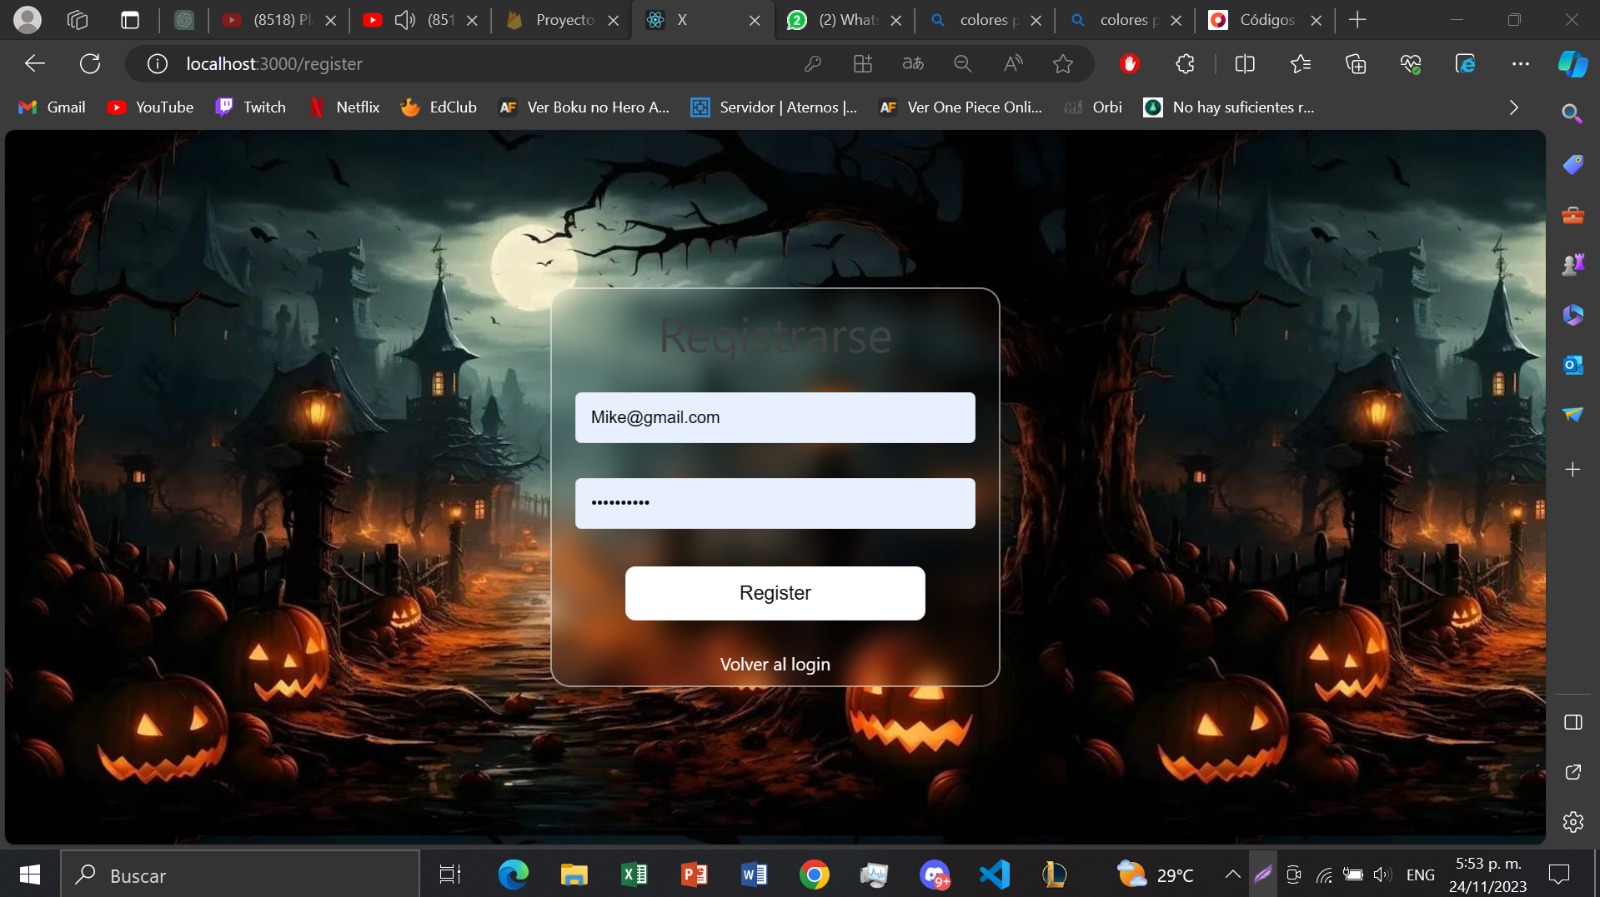 (8518) Pl
(851
Proyecto
X
(2) Whats
colores p
colores p
Códigos
localhost:3000/register
Gmail
YouTube
Twitch
Netflix
EdClub
Ver Boku no Hero A...
Servidor | Aternos |...
Ver One Piece Onli...
Orbi
No hay suficientes r...
Registrarse
Mike@gmail.com
••••••••••
Register
Volver al login
Buscar
29°C
ENG
5:53 p. m.
24/11/2023